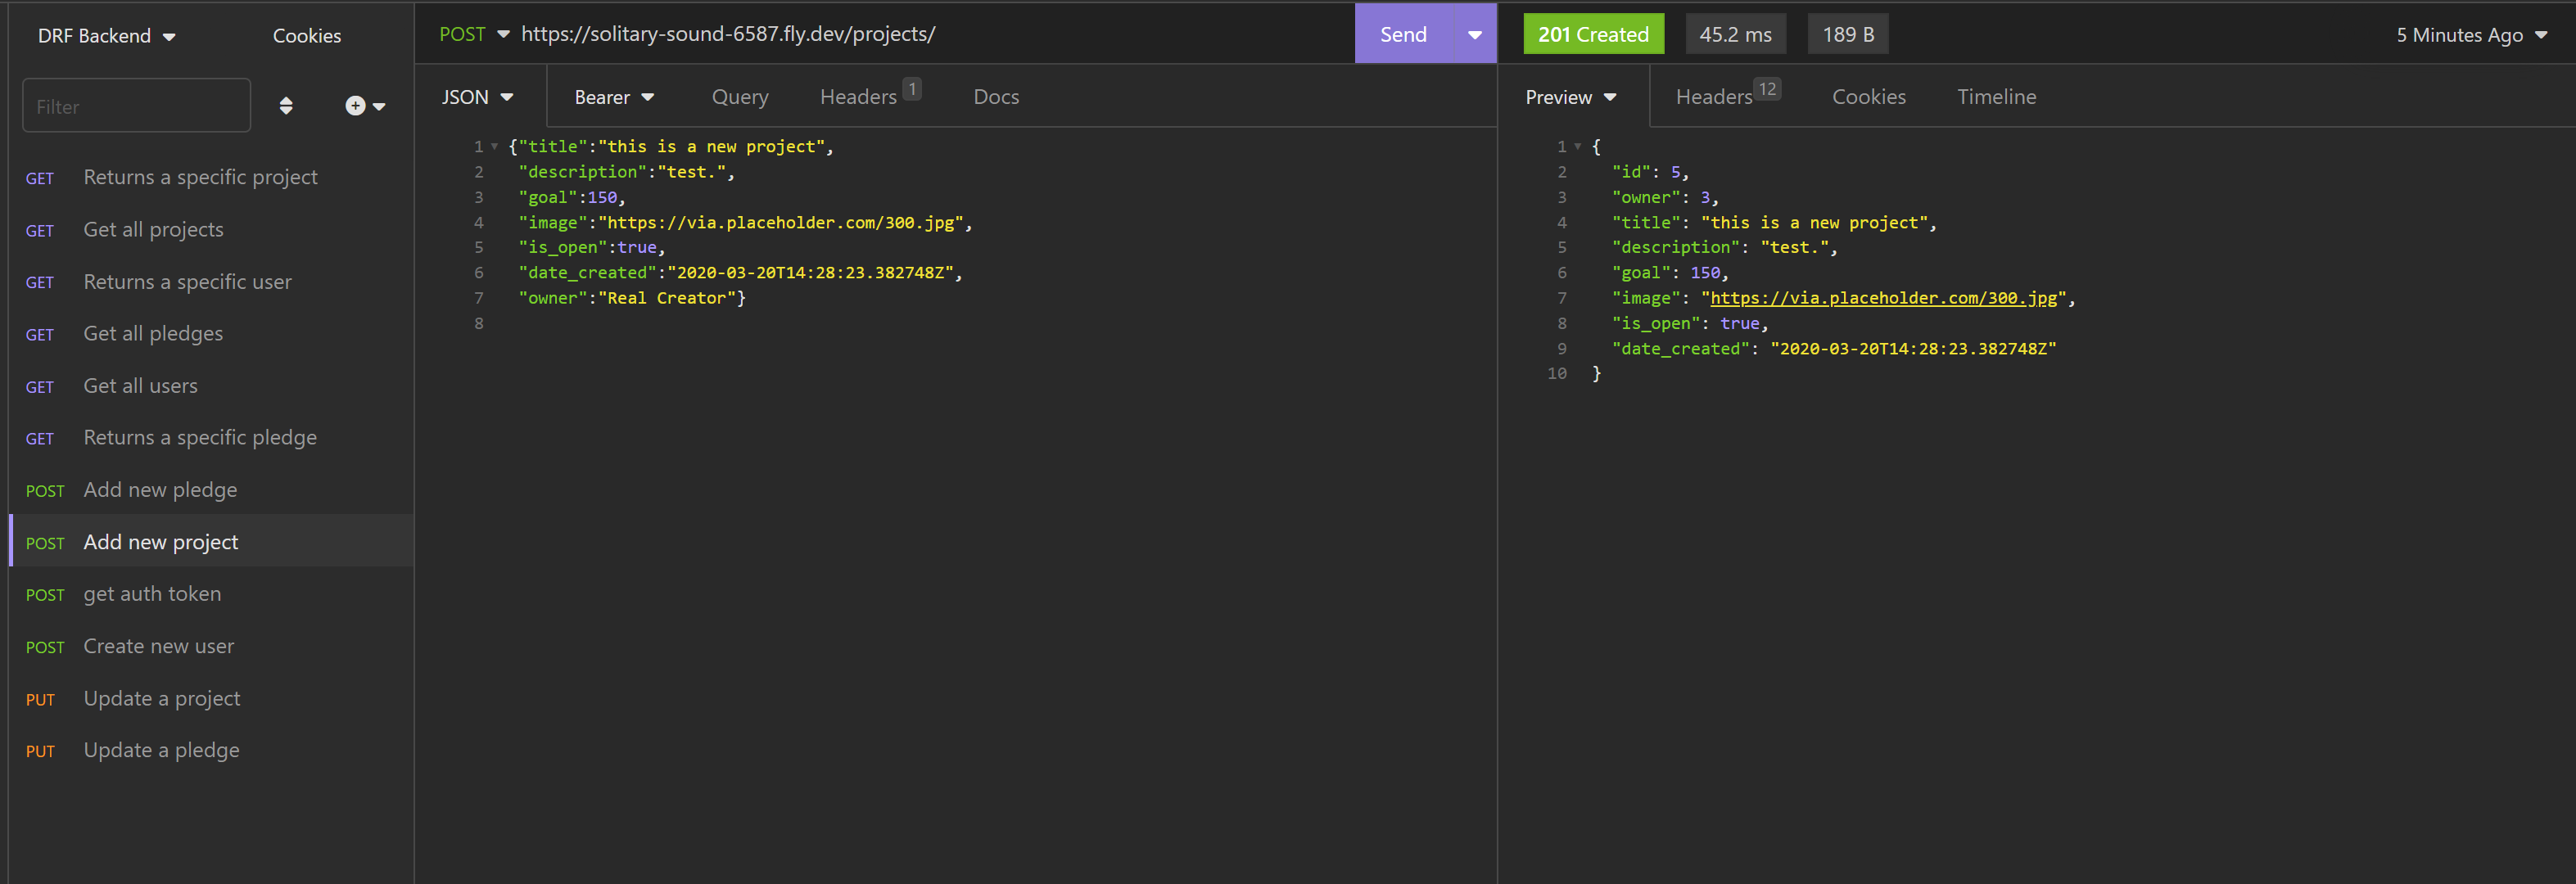 DRF Backend
Cookies
Filter
GET Returns a specific project
GET Get all projects
GET Returns a specific user
GET Get all pledges
GET Get all users
GET Returns a specific pledge
POST Add new pledge
POST Add new project
POST get auth token
POST Create new user
PUT Update a project
PUT Update a pledge
POST https://solitary-sound-6587.fly.dev/projects/
Send
JSON Bearer Query Headers 1 Docs
1 {"title":"this is a new project",
2 "description":"test.",
3 "goal":150,
4 "image":"https://via.placeholder.com/300.jpg",
5 "is_open":true,
6 "date_created":"2020-03-20T14:28:23.382748Z",
7 "owner":"Real Creator"}
8
201 Created 45.2 ms 189 B 5 Minutes Ago
Preview Headers 12 Cookies Timeline
1 {
2 "id": 5,
3 "owner": 3,
4 "title": "this is a new project",
5 "description": "test.",
6 "goal": 150,
7 "image": "https://via.placeholder.com/300.jpg",
8 "is_open": true,
9 "date_created": "2020-03-20T14:28:23.382748Z"
10 }